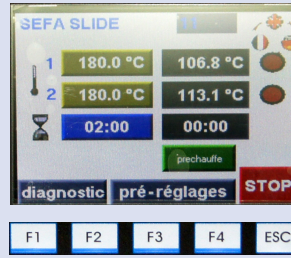 SEFA SLIDE
1 180.0 °C 106.8 °C
2 180.0 °C 113.1 °C
02:00 00:00
prechauffe
diagnostic pré-réglages STOP
F1 F2 F3 F4 ESC